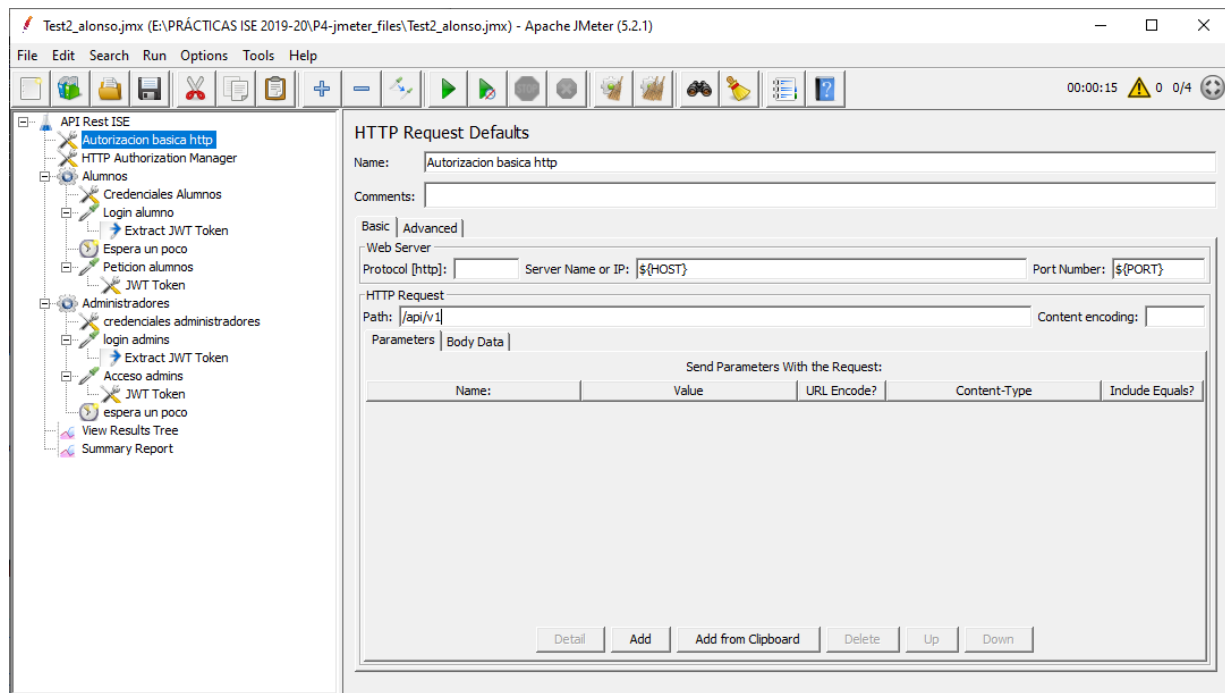 Test2_alonso.jmx (E:\PRÁCTICAS ISE 2019-20\P4-jmeter_files\Test2_alonso.jmx) - Apache JMeter (5.2.1)
File Edit Search Run Options Tools Help
STOP
00:00:15 0 0/4
API Rest ISE
Autorizacion basica http
HTTP Authorization Manager
Alumnos
Credenciales Alumnos
Login alumno
Extract JWT Token
Espera un poco
Peticion alumnos
JWT Token
Administradores
credenciales administradores
login admins
Extract JWT Token
Acceso admins
JWT Token
espera un poco
View Results Tree
Summary Report
HTTP Request Defaults
Name: Autorizacion basica http
Comments:
Basic Advanced
Web Server
Protocol [http]: Server Name or IP: ${HOST} Port Number: ${PORT}
HTTP Request
Path: /api/v1 Content encoding:
Parameters Body Data
Send Parameters With the Request:
Name: Value URL Encode? Content-Type Include Equals?
Detail Add Add from Clipboard Delete Up Down